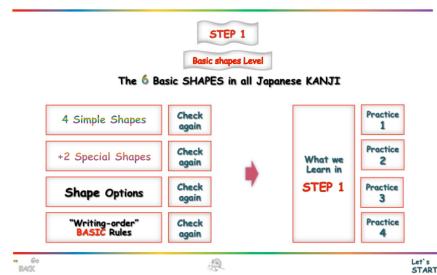 STEP 1
Basic shapes Level
The 6 Basic SHAPES in all Japanese KANJI
4 Simple Shapes
Check
again
+2 Special Shapes
Check
again
Shape Options
Check
again
"Writing-order"
BASIC Rules
Check
again
What we
Learn in
STEP 1
Practice
1
Practice
2
Practice
3
Practice
4
Go
BACK
Let's
START